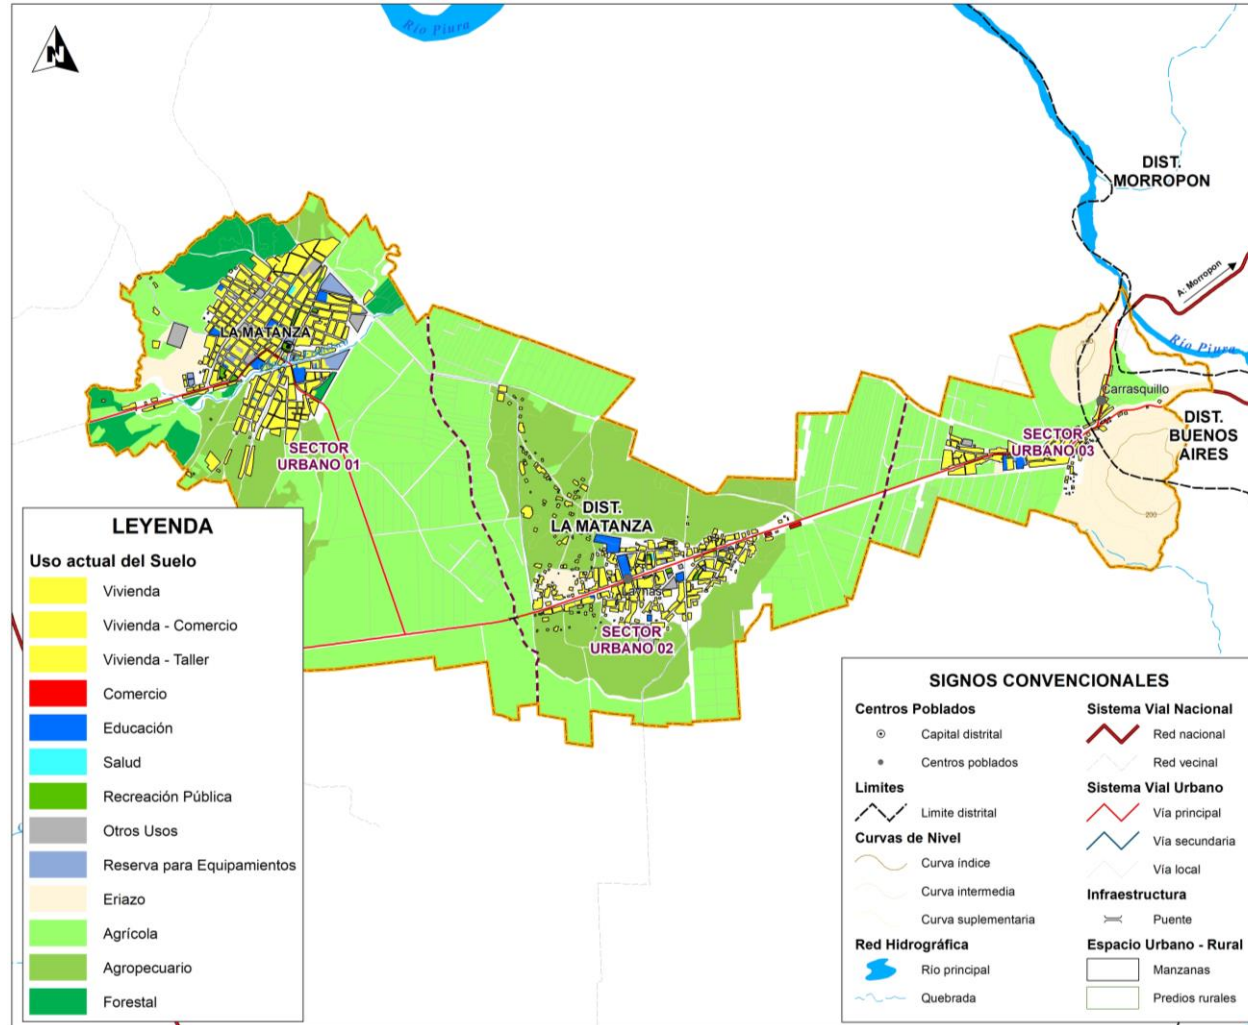 N
Río Piura
DIST.
MORROPON
A: Morropon
Río Piura
LA MATANZA
Carrasquillo
DIST.
BUENOS
AIRES
SECTOR
URBANO 01
SECTOR
URBANO 03
200
DIST.
LA MATANZA
SECTOR
URBANO 02
LEYENDA
Uso actual del Suelo
Vivienda
Vivienda - Comercio
Vivienda - Taller
Comercio
Educación
Salud
Recreación Pública
Otros Usos
Reserva para Equipamientos
Eriazo
Agrícola
Agropecuario
Forestal
SIGNOS CONVENCIONALES
Centros Poblados
Capital distrital
Centros poblados
Limites
Limite distrital
Curvas de Nivel
Curva índice
Curva intermedia
Curva suplementaria
Red Hidrográfica
Río principal
Quebrada
Sistema Vial Nacional
Red nacional
Red vecinal
Sistema Vial Urbano
Vía principal
Vía secundaria
Vía local
Infraestructura
Puente
Espacio Urbano - Rural
Manzanas
Predios rurales